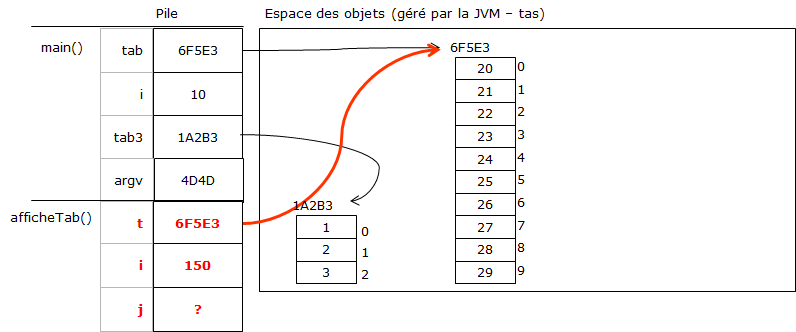 Pile
Espace des objets (géré par la JVM – tas)
main()
tab 6F5E3
i 10
tab3 1A2B3
argv 4D4D
afficheTab()
t 6F5E3
i 150
j ?
6F5E3
20 0
21 1
22 2
23 3
24 4
25 5
26 6
27 7
28 8
29 9
1A2B3
1 0
2 1
3 2